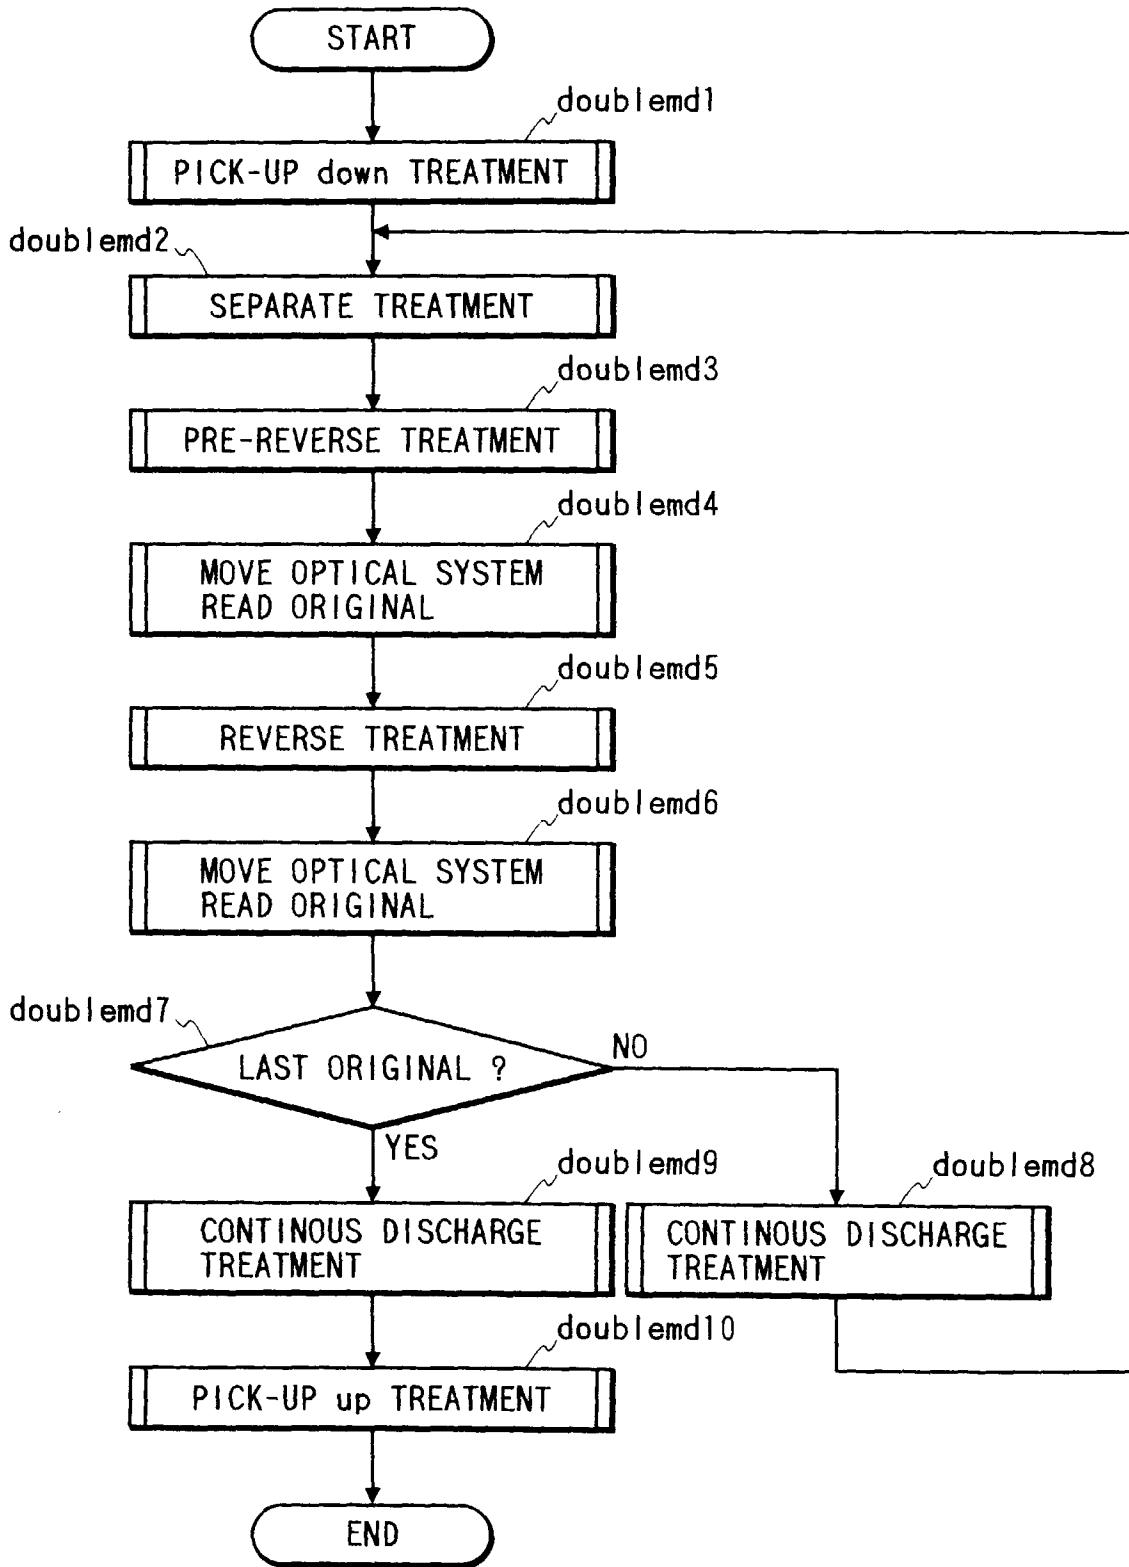 START
doublemd1
PICK-UP down TREATMENT
doublemd2
SEPARATE TREATMENT
doublemd3
PRE-REVERSE TREATMENT
doublemd4
MOVE OPTICAL SYSTEM
READ ORIGINAL
doublemd5
REVERSE TREATMENT
doublemd6
MOVE OPTICAL SYSTEM
READ ORIGINAL
doublemd7
LAST ORIGINAL ?
NO
YES
doublemd9
CONTINOUS DISCHARGE
TREATMENT
doublemd8
CONTINOUS DISCHARGE
TREATMENT
doublemd10
PICK-UP up TREATMENT
END